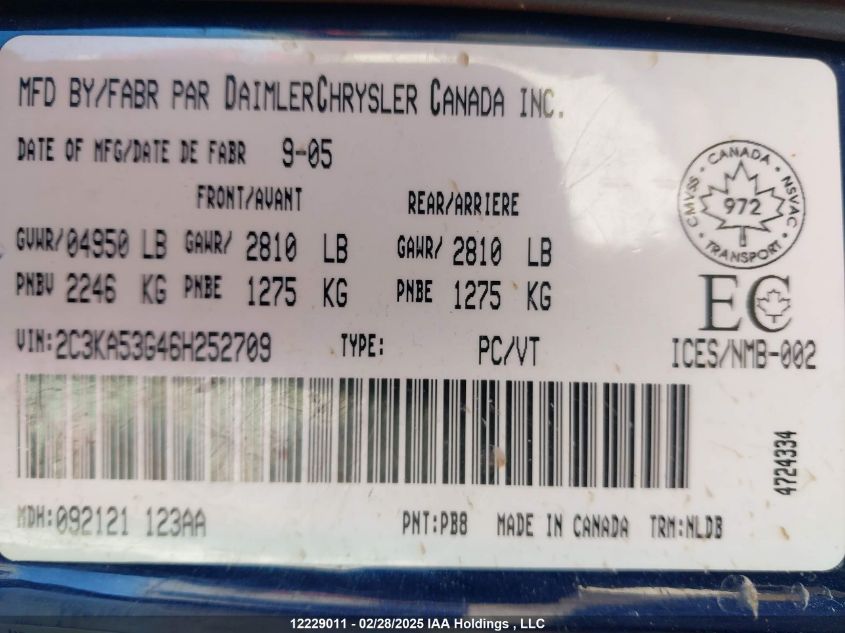 MFD BY/FABR PAR DAIMLERCHRYSLER CANADA INC.
DATE OF MFG/DATE DE FABR 9-05
FRONT/AVANT REAR/ARRIERE
GVWR/04950 LB GAWR/ 2810 LB GAWR/ 2810 LB
PNBV 2246 KG PNBE 1275 KG PNBE 1275 KG
VIN:2C3KA53G46H252709 TYPE: PC/VT
CANADA
CMVSS 972 NSVAC
TRANSPORT
EC
ICES/NMB-002
4724334
MDH:092121 123AA PNT:PB8 MADE IN CANADA TRM:NLDB
12229011 - 02/28/2025 IAA Holdings , LLC